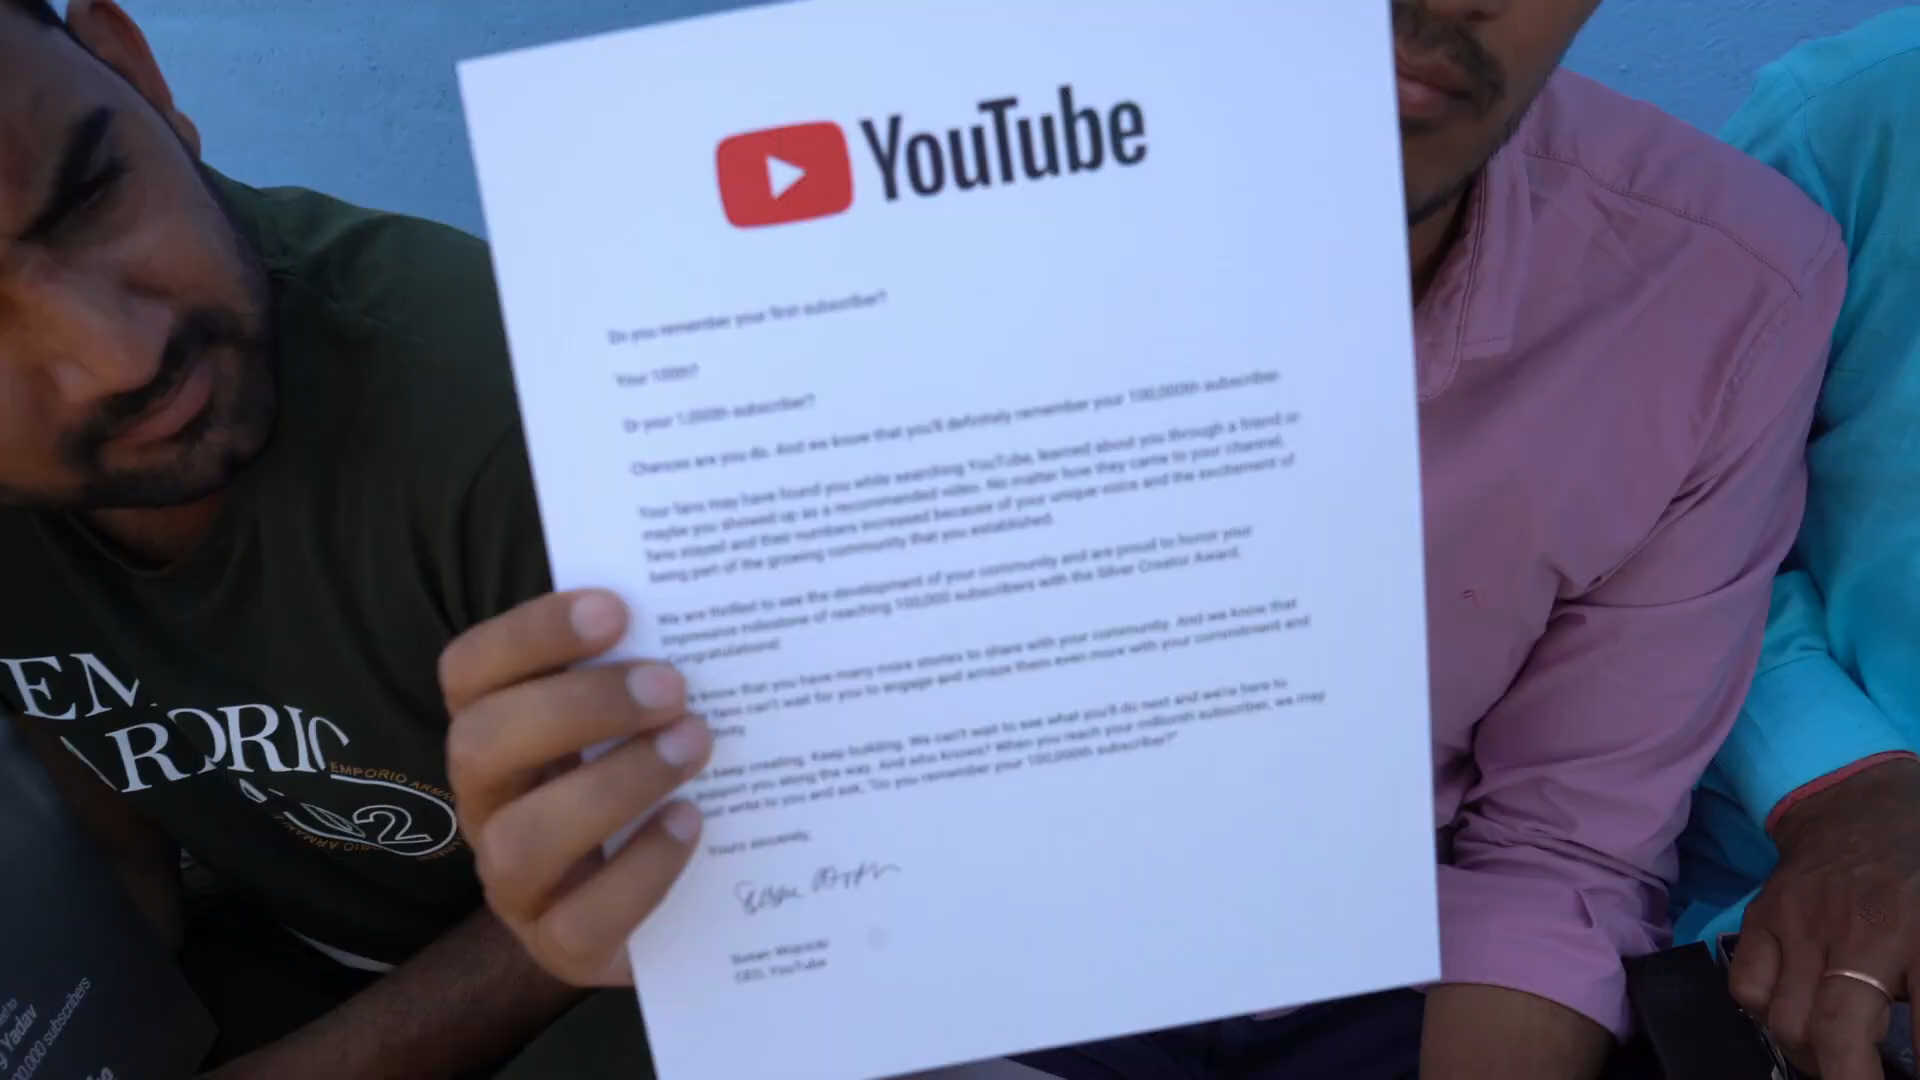 YouTube
Do you remember your first subscriber?
Your 100th?
Or your 1,000th subscriber?
Chances are you do. And we know that you'll definitely remember your 100,000th subscriber.
Your fans may have found you while searching YouTube, learned about you through a friend or
maybe you showed up as a recommended video. No matter how they came to your channel,
fans stayed and their numbers increased because of your unique voice and the excitement of
being part of the growing community that you established.
We are thrilled to see the development of your community and are proud to honor your
impressive milestone of reaching 100,000 subscribers with the Silver Creator Award.
Congratulations!
know that you have many more stories to share with your community. And we know that
fans can't wait for you to engage and amaze them even more with your commitment and
keep creating. Keep building. We can't wait to see what you'll do next and we're here to
support you along the way. And who knows? When you reach your millionth subscriber, we may
just write to you and ask, "Do you remember your 100,000th subscriber?"
Yours sincerely,
Susan Wojcicki
CEO, YouTube
EM
ARORIO
EMPORIO ARMANI
02
Yadav
00,000 subscribers